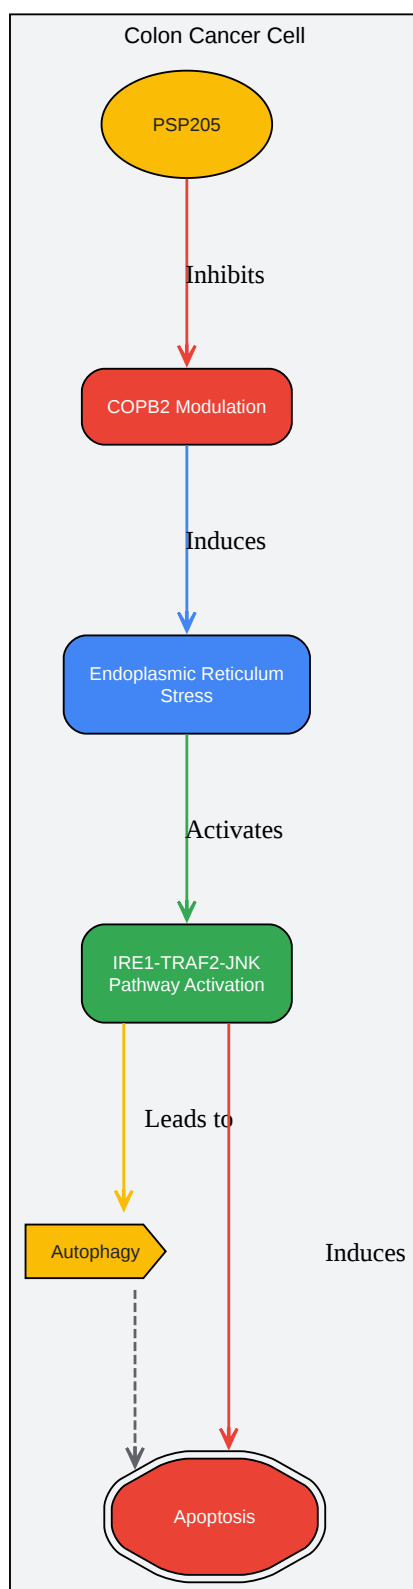 Colon Cancer Cell
PSP205
Inhibits
COPB2 Modulation
Induces
Endoplasmic Reticulum
Stress
Activates
IRE1-TRAF2-JNK
Pathway Activation
Leads to
Autophagy
Induces
Apoptosis